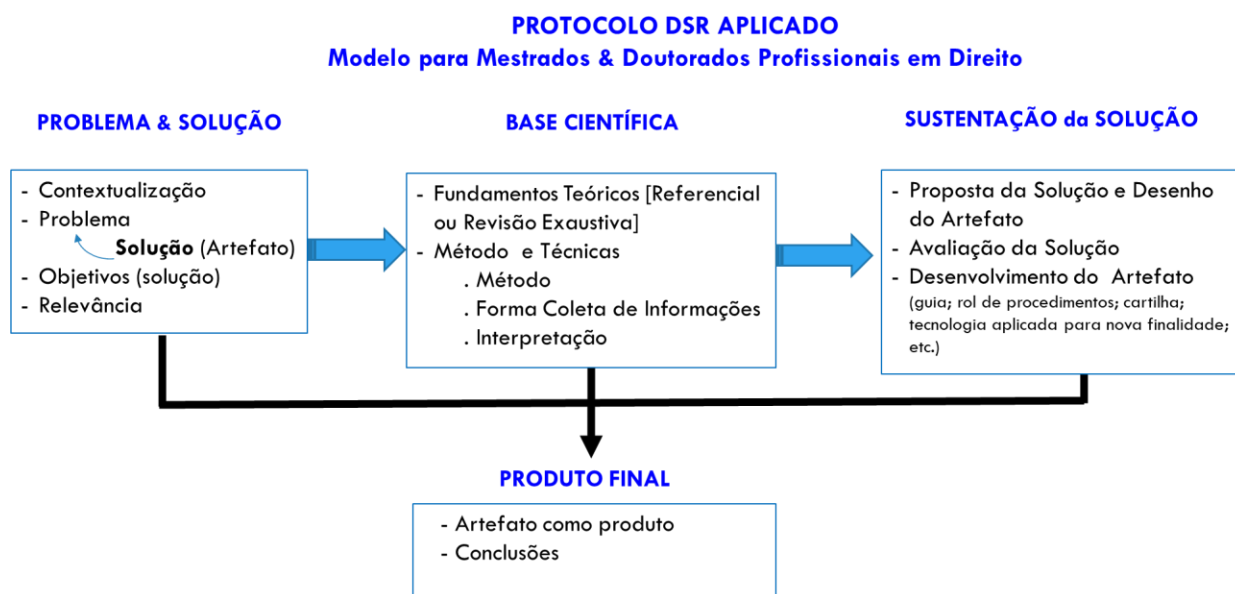 PROTOCOLO DSR APLICADO
Modelo para Mestrados & Doutorados Profissionais em Direito
PROBLEMA & SOLUÇÃO
- Contextualização
- Problema
Solução (Artefato)
- Objetivos (solução)
- Relevância
BASE CIENTÍFICA
- Fundamentos Teóricos [Referencial
ou Revisão Exaustiva]
- Método e Técnicas
. Método
. Forma Coleta de Informações
. Interpretação
SUSTENTAÇÃO da SOLUÇÃO
- Proposta da Solução e Desenho
do Artefato
- Avaliação da Solução
- Desenvolvimento do Artefato
(guia; rol de procedimentos; cartilha;
tecnologia aplicada para nova finalidade;
etc.)
PRODUTO FINAL
- Artefato como produto
- Conclusões